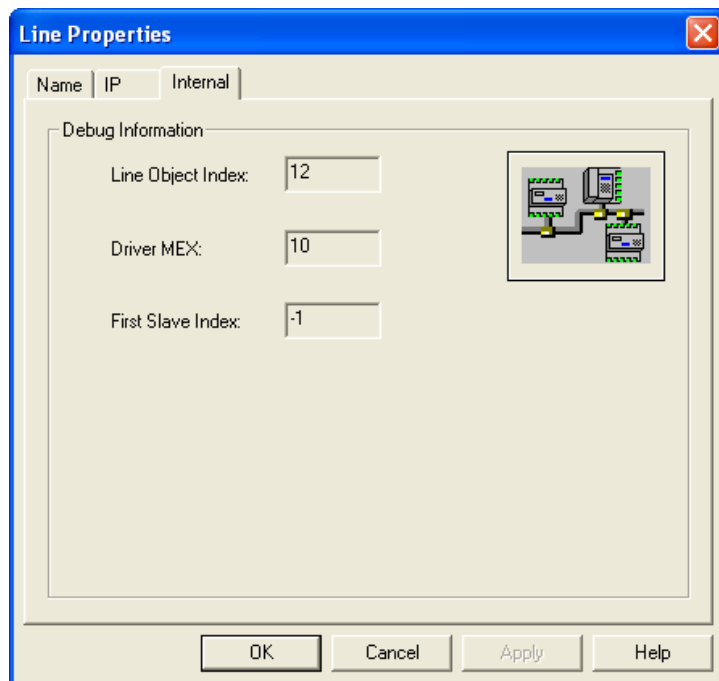 Line Properties
Name IP Internal
Debug Information
Line Object Index: 12
Driver MEX: 10
First Slave Index: -1
OK Cancel Apply Help